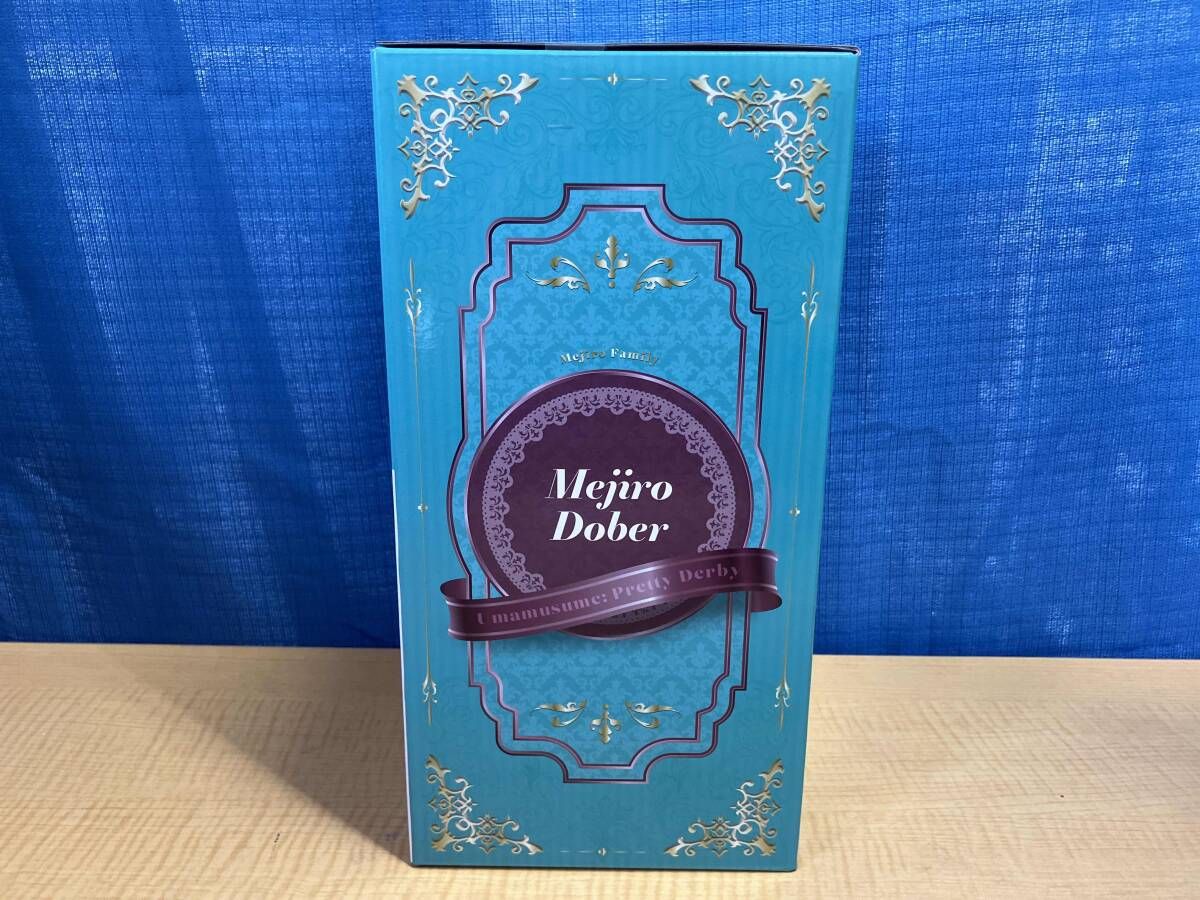 Mejiro Family
Mejiro
Dober
Umamusume: Pretty Derby